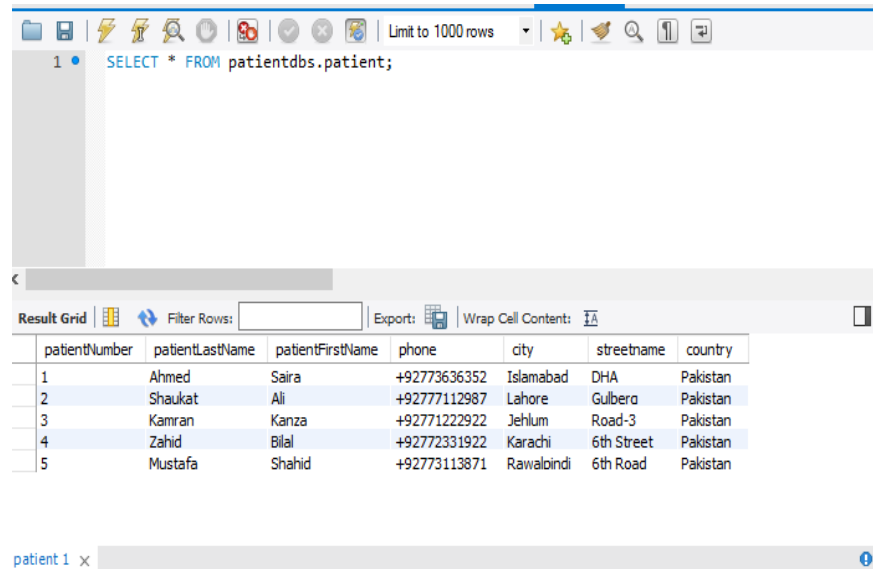 Limit to 1000 rows
1 SELECT * FROM patientdbs.patient;
Result Grid Filter Rows: Export: Wrap Cell Content: IA
patientNumber patientLastName patientFirstName phone city streetname country
1 Ahmed Saira +92773636352 Islamabad DHA Pakistan
2 Shaukat Ali +92777112987 Lahore Gulberg Pakistan
3 Kamran Kanza +92771222922 Jehlum Road-3 Pakistan
4 Zahid Bilal +92772331922 Karachi 6th Street Pakistan
5 Mustafa Shahid +92773113871 Rawalpindi 6th Road Pakistan
patient 1